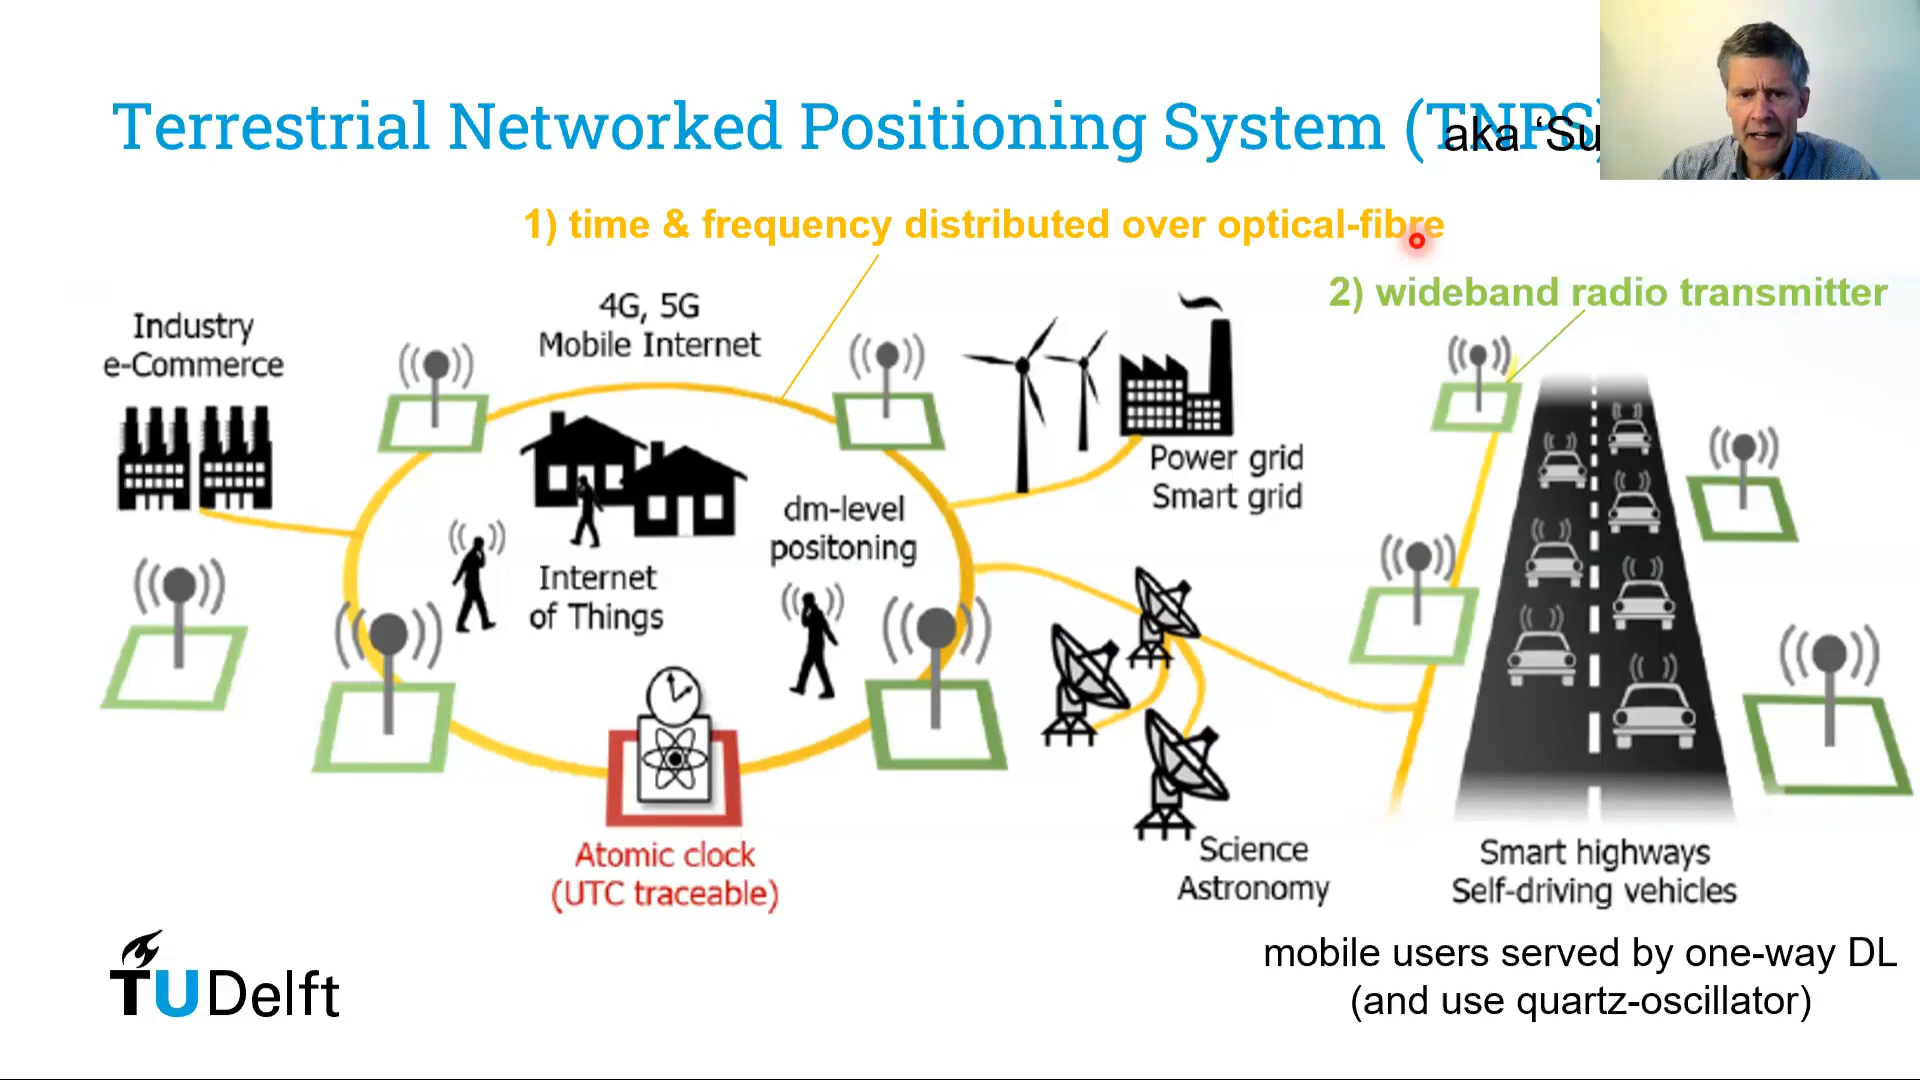 Terrestrial Networked Positioning System (TNPS)
aka ‘Su
1) time & frequency distributed over optical-fibre
2) wideband radio transmitter
Industry
e-Commerce
4G, 5G
Mobile Internet
Power grid
Smart grid
dm-level
positoning
Internet
of Things
Atomic clock
(UTC traceable)
Science
Astronomy
Smart highways
Self-driving vehicles
mobile users served by one-way DL
(and use quartz-oscillator)
TUDelft